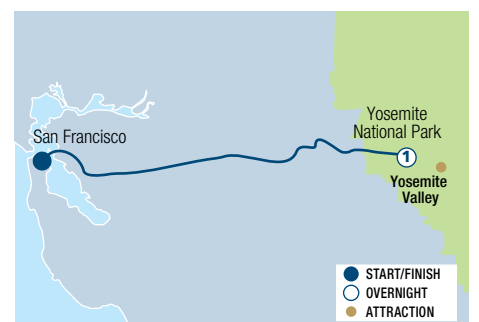 San Francisco
Yosemite
National Park
1
Yosemite
Valley
START/FINISH
OVERNIGHT
ATTRACTION